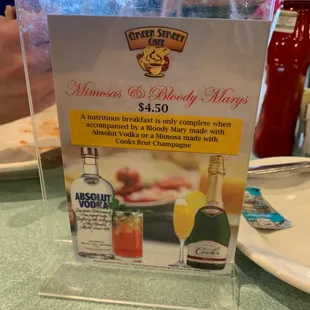 GREEN STREET
CAFE
Mimosas & Bloody Marys
$4.50
A nutritious breakfast is only complete when
accompanied by a Bloody Mary made with
Absolut Vodka or a Mimosa made with
Cooks Brut Champagne
ABSOLUT
VODKA
Cook's